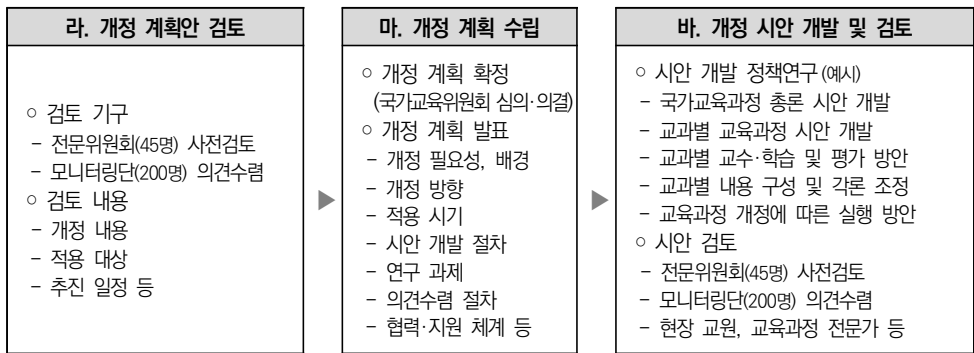 라. 개정 계획안 검토
○ 검토 기구
- 전문위원회(45명) 사전검토
- 모니터링단(200명) 의견수렴
○ 검토 내용
- 개정 내용
- 적용 대상
- 추진 일정 등
▶
마. 개정 계획 수립
○ 개정 계획 확정
(국가교육위원회 심의·의결)
○ 개정 계획 발표
- 개정 필요성, 배경
- 개정 방향
- 적용 시기
- 시안 개발 절차
- 연구 과제
- 의견수렴 절차
- 협력·지원 체계 등
▶
바. 개정 시안 개발 및 검토
○ 시안 개발 정책연구(예시)
- 국가교육과정 총론 시안 개발
- 교과별 교육과정 시안 개발
- 교과별 교수·학습 및 평가 방안
- 교과별 내용 구성 및 각론 조정
- 교육과정 개정에 따른 실행 방안
○ 시안 검토
- 전문위원회(45명) 사전검토
- 모니터링단(200명) 의견수렴
- 현장 교원, 교육과정 전문가 등